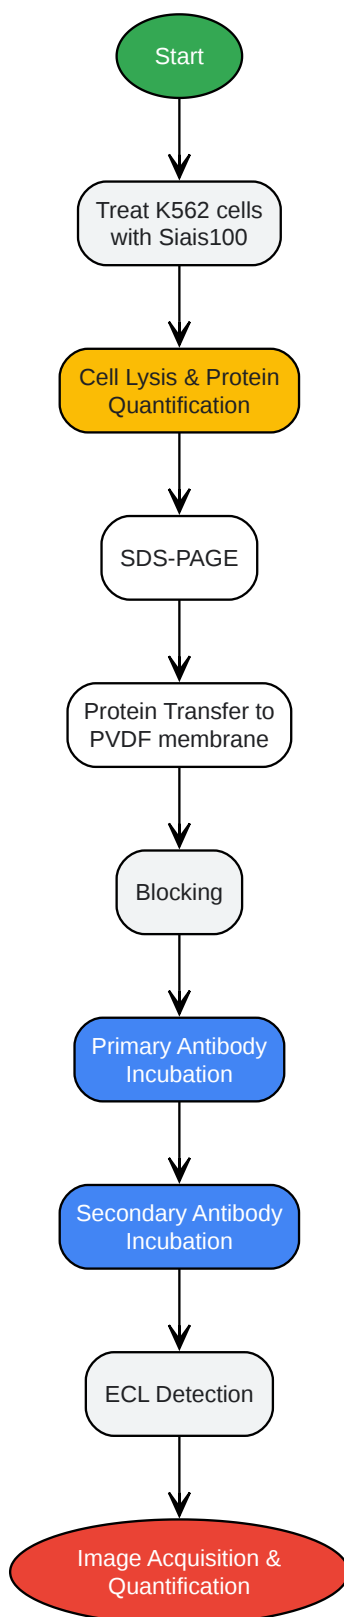 Start
Treat K562 cells
with Siais100
Cell Lysis & Protein
Quantification
SDS-PAGE
Protein Transfer to
PVDF membrane
Blocking
Primary Antibody
Incubation
Secondary Antibody
Incubation
ECL Detection
Image Acquisition &
Quantification